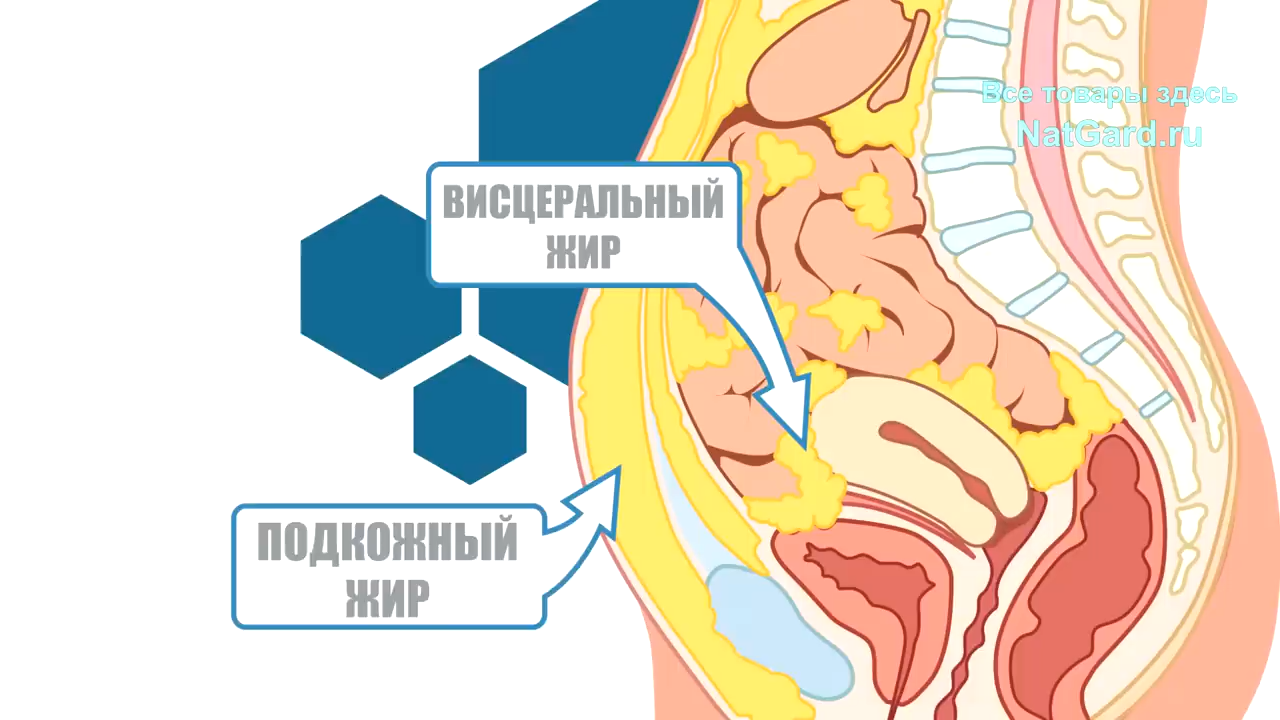 Все товары здесь
NatGard.ru
ВИСЦЕРАЛЬНЫЙ
ЖИР
ПОДКОЖНЫЙ
ЖИР